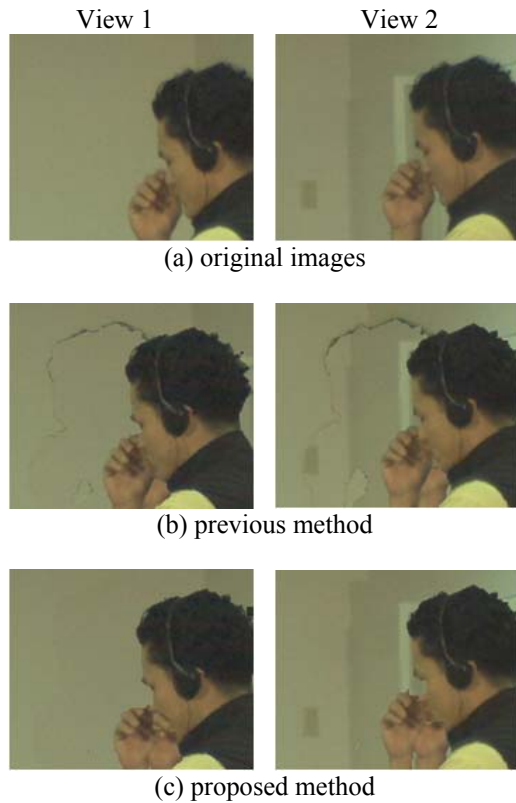 View 1 View 2
(a) original images
(b) previous method
(c) proposed method